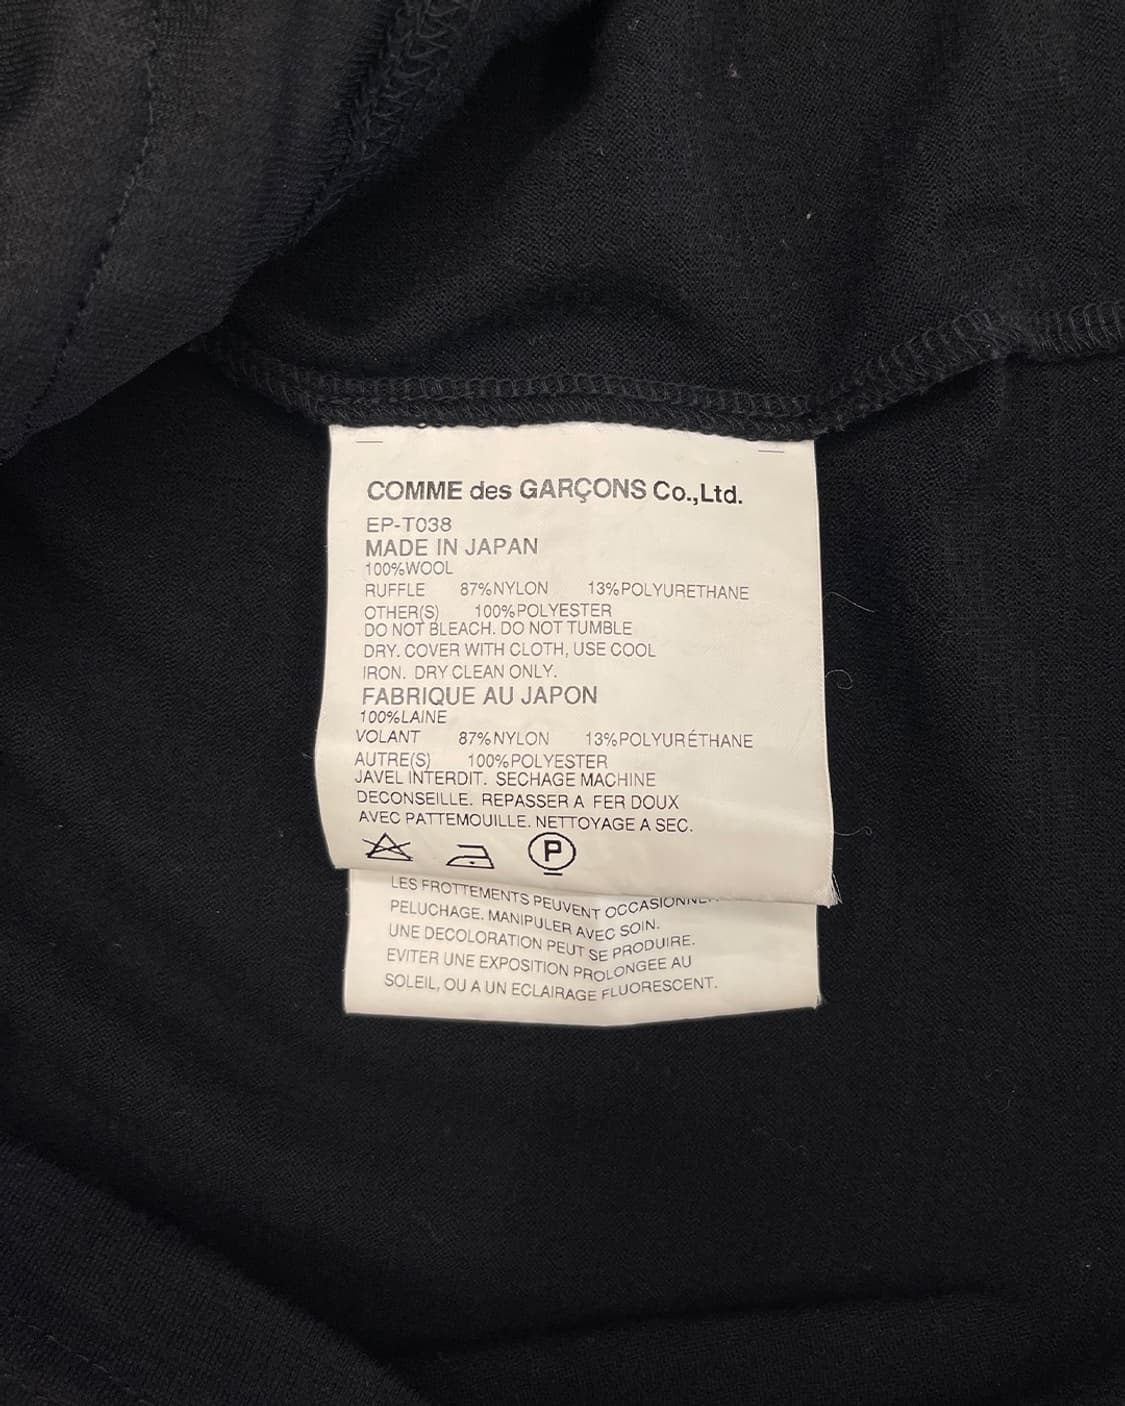 COMME des GARÇONS Co.,Ltd.
EP-T038
MADE IN JAPAN
100%WOOL
RUFFLE 87%NYLON 13%POLYURETHANE
OTHER(S) 100%POLYESTER
DO NOT BLEACH. DO NOT TUMBLE
DRY. COVER WITH CLOTH, USE COOL
IRON. DRY CLEAN ONLY.
FABRIQUE AU JAPON
100%LAINE
VOLANT 87%NYLON 13%POLYURÉTHANE
AUTRE(S) 100%POLYESTER
JAVEL INTERDIT. SECHAGE MACHINE
DECONSEILLE. REPASSER A FER DOUX
AVEC PATTEMOUILLE. NETTOYAGE A SEC.
P
LES FROTTEMENTS PEUVENT
PELUCHAGE. MANIPULER AVEC SOIN.
UNE DECOLORATION PEUT SE PRODUIRE.
EVITER UNE EXPOSITION PROLONGEE AU
SOLEIL, OU A UN ECLAIRAGE FLUORESCENT.